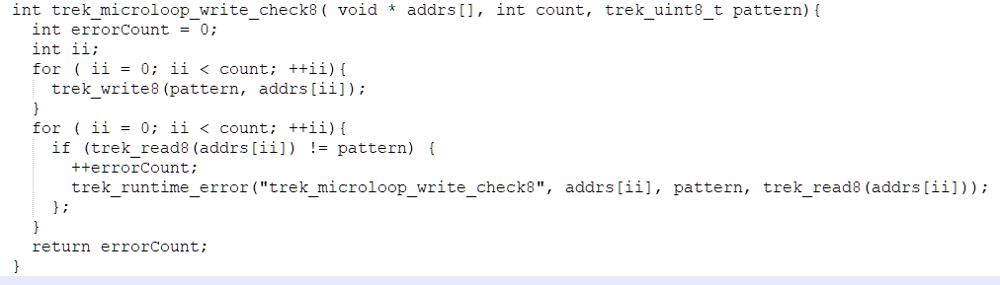 int trek_microloop_write_check8( void * addrs[], int count, trek_uint8_t pattern){
  int errorCount = 0;
  int ii;
  for ( ii = 0; ii < count; ++ii){
    trek_write8(pattern, addrs[ii]);
  }
  for ( ii = 0; ii < count; ++ii){
    if (trek_read8(addrs[ii]) != pattern) {
      ++errorCount;
      trek_runtime_error("trek_microloop_write_check8", addrs[ii], pattern, trek_read8(addrs[ii]));
    };
  }
  return errorCount;
}